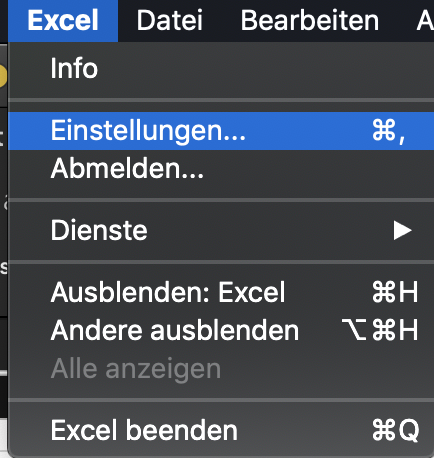 Excel Datei Bearbeiten A
Info
Einstellungen... ⌘,
Abmelden...
Dienste ▶
Ausblenden: Excel ⌘H
Andere ausblenden ⌥⌘H
Alle anzeigen
Excel beenden ⌘Q